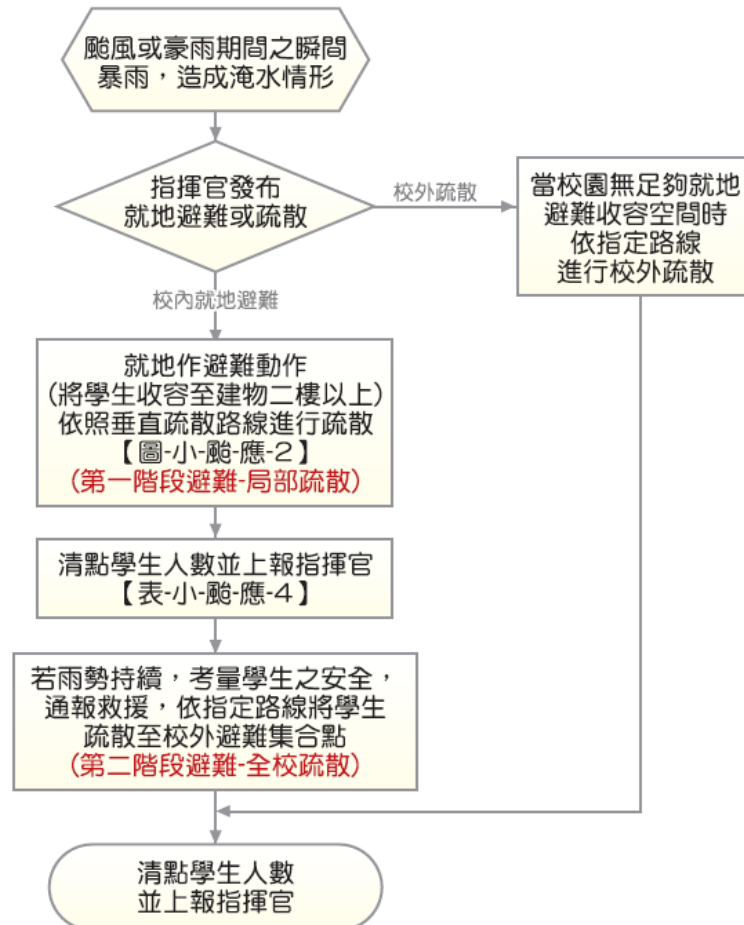 颱風或豪雨期間之瞬間
暴雨，造成淹水情形
指揮官發布
就地避難或疏散
校外疏散
當校園無足夠就地
避難收容空間時
依指定路線
進行校外疏散
校內就地避難
就地作避難動作
(將學生收容至建物二樓以上)
依照垂直疏散路線進行疏散
【圖-小-颱-應-2】
(第一階段避難-局部疏散)
清點學生人數並上報指揮官
【表-小-颱-應-4】
若雨勢持續，考量學生之安全，
通報救援，依指定路線將學生
疏散至校外避難集合點
(第二階段避難-全校疏散)
清點學生人數
並上報指揮官